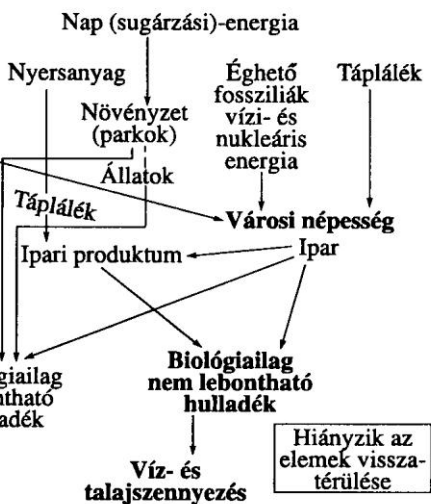 Nap (sugárzási)-energia
Nyersanyag
Éghető
fossziliák
vízi- és
nukleáris
energia
Táplálék
Növényzet
(parkok)
Állatok
Táplálék
Városi népesség
Ipar
Ipari produktum
Biológiailag
nem lebontható
hulladék
Víz- és
talajszennyezés
Hiányzik az
elemek vissza-
térülése